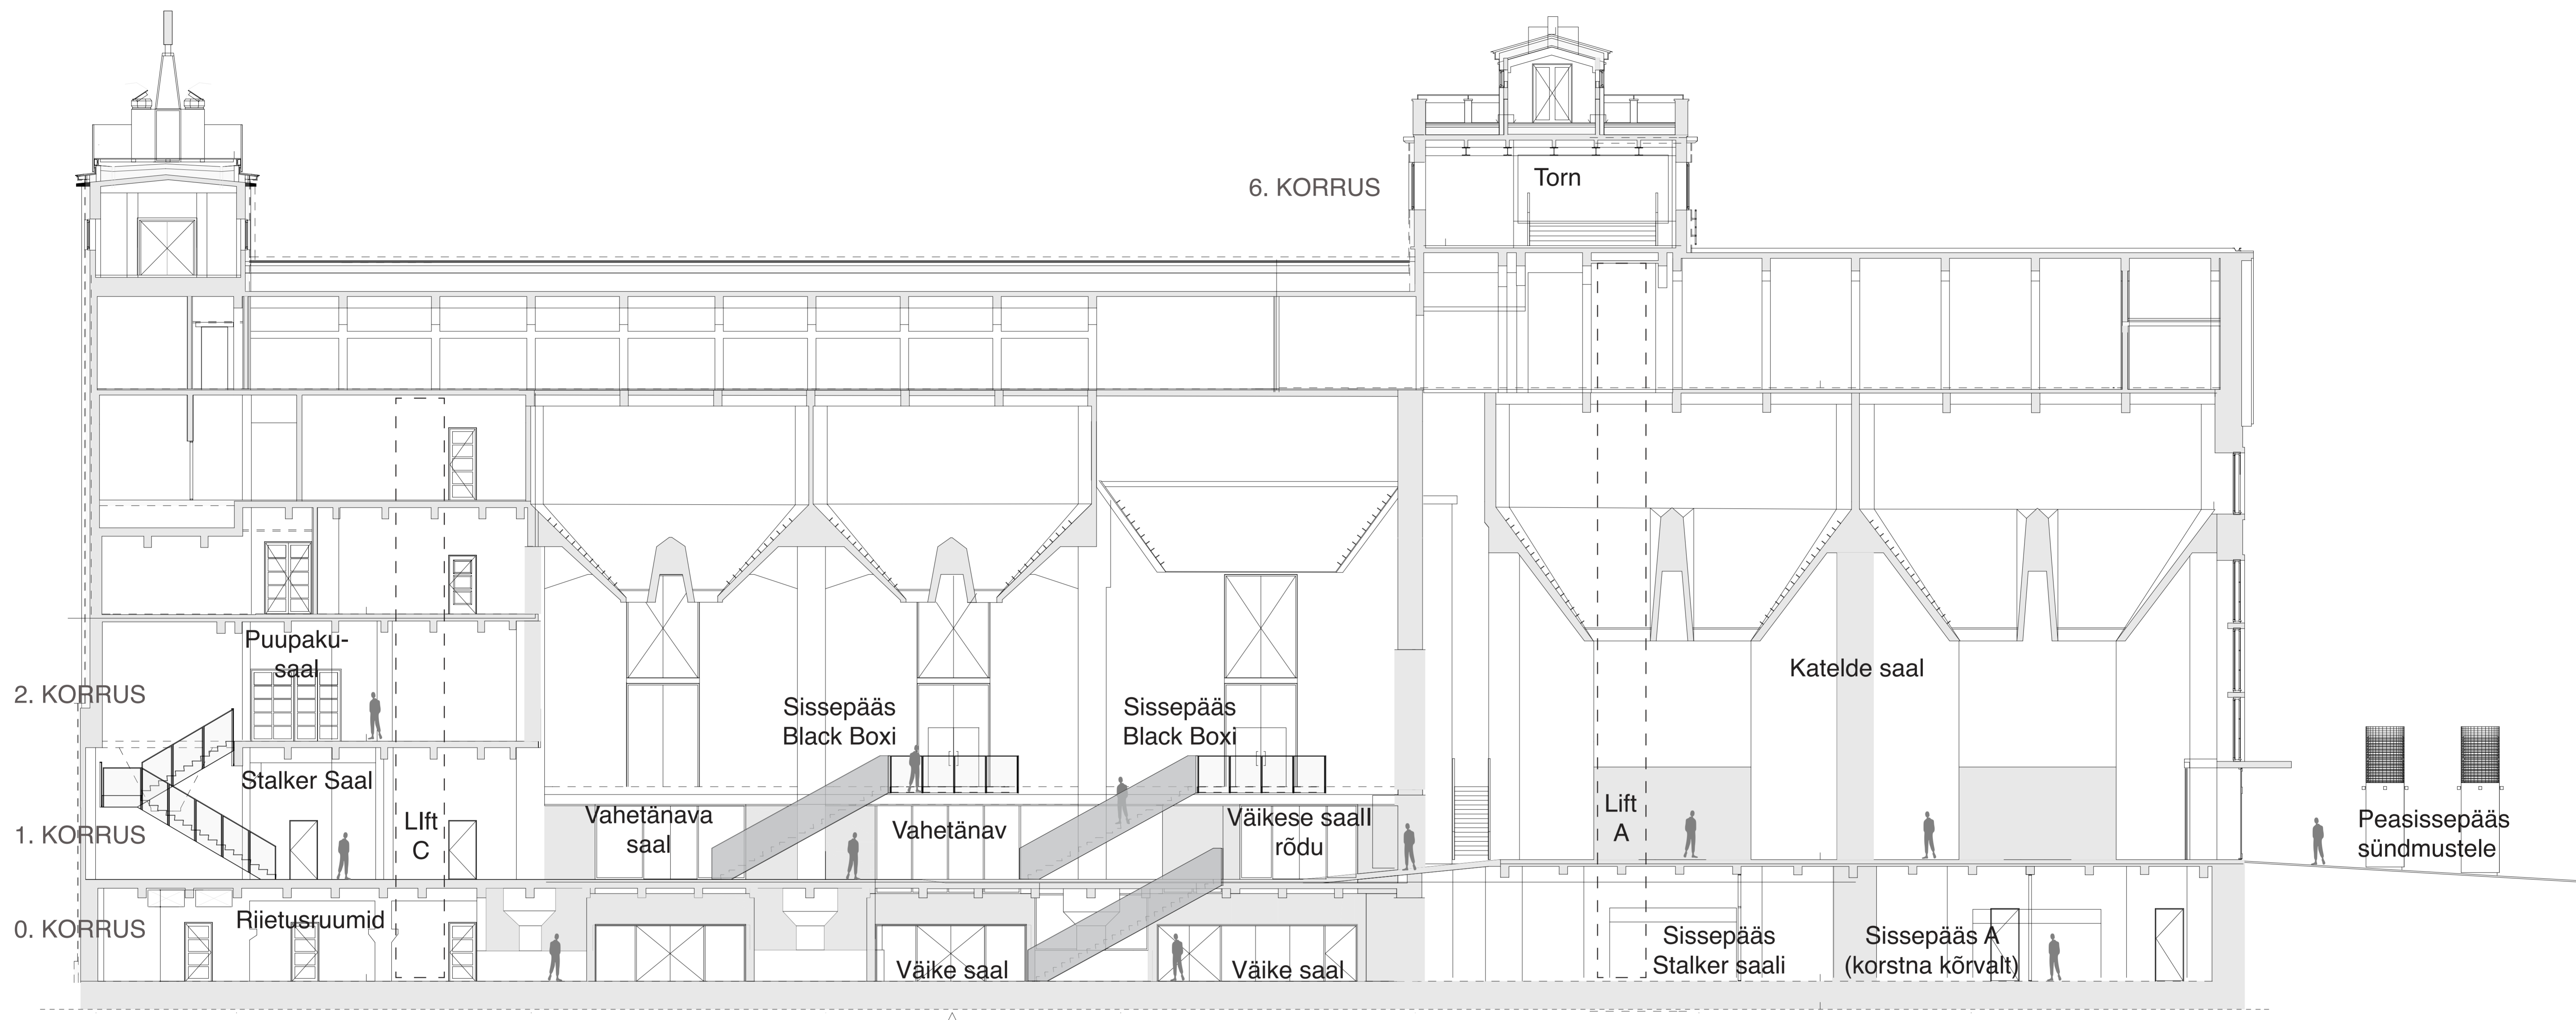 6. KORRUS
Torn
Puupaku-
saal
2. KORRUS
Sissepääs
Black Boxi
Sissepääs
Black Boxi
Katelde saal
Stalker Saal
1. KORRUS
LIft
C
Vahetänava
saal
Vahetänav
Väikese saall
rõdu
Lift
A
Peasissepääs
sündmustele
0. KORRUS
Riietusruumid
Väike saal
Väike saal
Sissepääs
Stalker saali
Sissepääs A
(korstna kõrvalt)